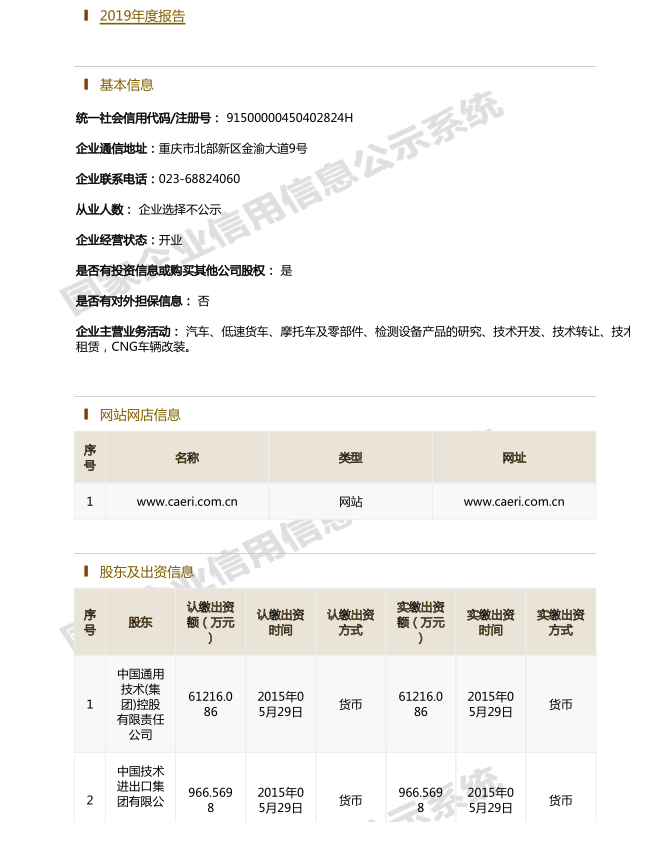 2019年度报告
基本信息
统一社会信用代码/注册号： 91500000450402824H
企业通信地址：重庆市北部新区金渝大道9号
企业联系电话：023-68824060
从业人数： 企业选择不公示
企业经营状态：开业
是否有投资信息或购买其他公司股权： 是
是否有对外担保信息： 否
企业主营业务活动： 汽车、低速货车、摩托车及零部件、检测设备产品的研究、技术开发、技术转让、技术
租赁，CNG车辆改装。
国家企业信用信息公示系统
网站网店信息
序号 名称 类型 网址
1 www.caeri.com.cn 网站 www.caeri.com.cn
股东及出资信息
序号 股东 认缴出资额（万元） 认缴出资时间 认缴出资方式 实缴出资额（万元） 实缴出资时间 实缴出资方式
1 中国通用技术(集团)控股有限责任公司 61216.086 2015年05月29日 货币 61216.086 2015年05月29日 货币
2 中国技术进出口集团有限公 966.5698 2015年05月29日 货币 966.5698 2015年05月29日 货币